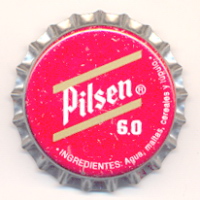 Pilsen®
6.0
• INGREDIENTES: Agua, maltas, cereales y lúpulo •